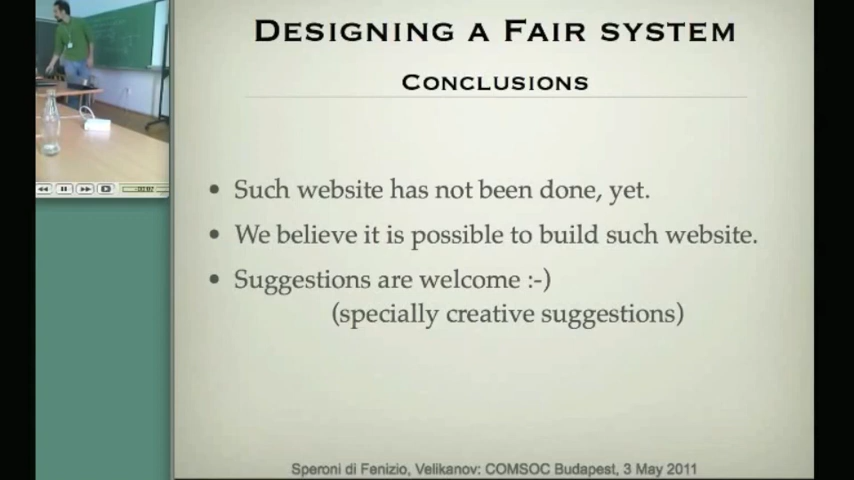 DESIGNING A FAIR SYSTEM
CONCLUSIONS
• Such website has not been done, yet.
• We believe it is possible to build such website.
• Suggestions are welcome :-)
(specially creative suggestions)
Speroni di Fenizio, Velikanov: COMSOC Budapest, 3 May 2011